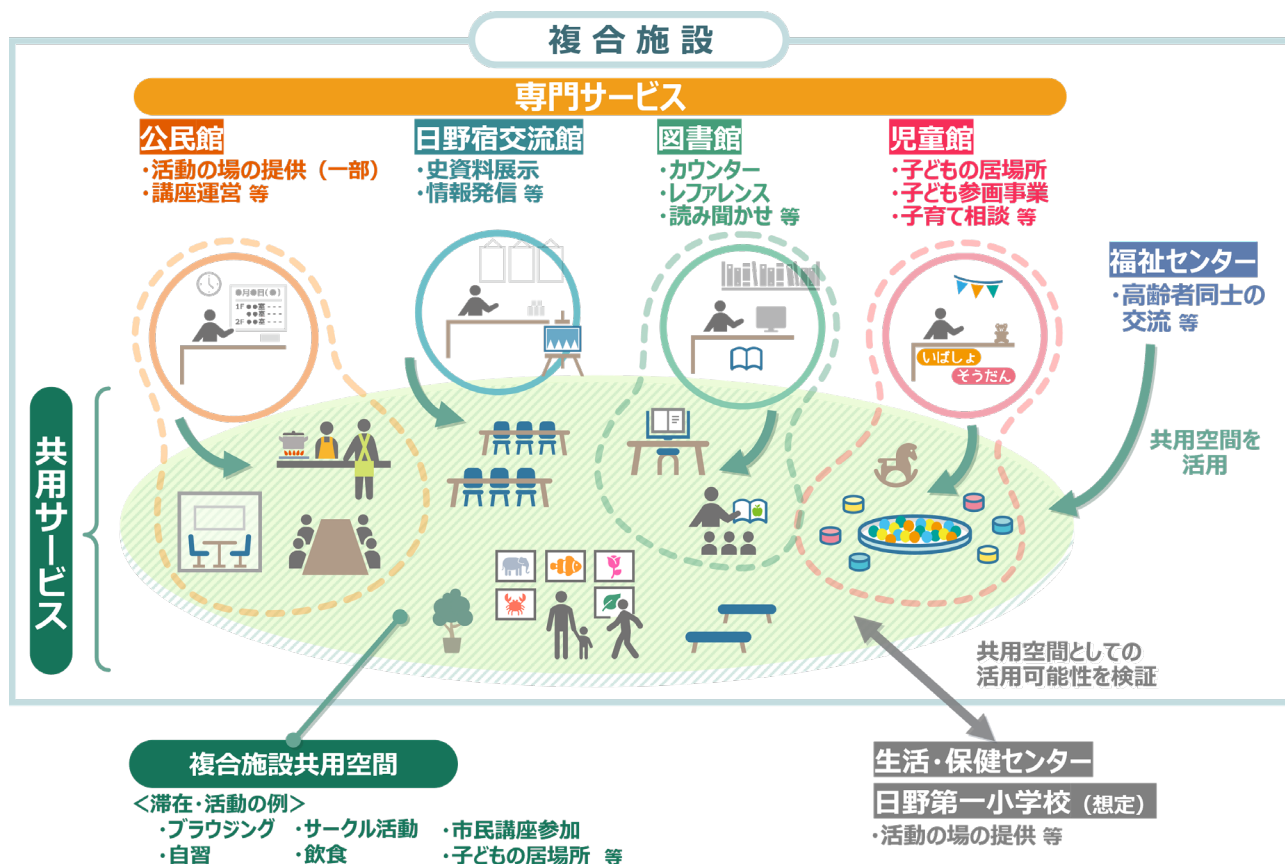 複合施設
専門サービス
公民館
・活動の場の提供（一部）
・講座運営 等
日野宿交流館
・史資料展示
・情報発信 等
図書館
・カウンター
・レファレンス
・読み聞かせ 等
児童館
・子どもの居場所
・子ども参画事業
・子育て相談 等
福祉センター
・高齢者同士の
交流 等
●月●日(●)
1F ●●室 ---
●●室 ---
2F ●●室 ---
いばしょ
そうだん
共用サービス
共用空間を
活用
共用空間としての
活用可能性を検証
複合施設共用空間
＜滞在・活動の例＞
・ブラウジング ・サークル活動 ・市民講座参加
・自習 ・飲食 ・子どもの居場所 等
生活・保健センター
日野第一小学校（想定）
・活動の場の提供 等